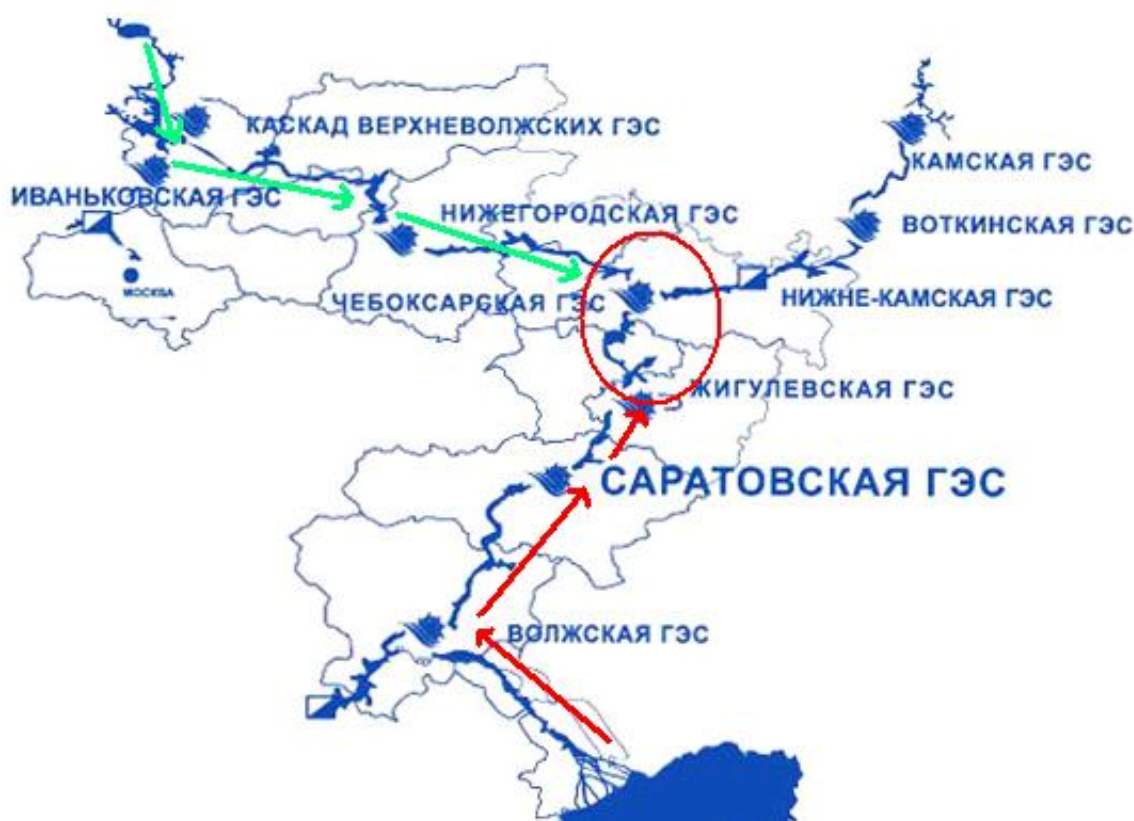 КАСКАД ВЕРХНЕВОЛЖСКИХ ГЭС
КАМСКАЯ ГЭС
ИВАНЬКОВСКАЯ ГЭС
НИЖЕГОРОДСКАЯ ГЭС
ВОТКИНСКАЯ ГЭС
МОСКВА
ЧЕБОКСАРСКАЯ ГЭС
НИЖНЕ-КАМСКАЯ ГЭС
ЖИГУЛЕВСКАЯ ГЭС
САРАТОВСКАЯ ГЭС
ВОЛЖСКАЯ ГЭС